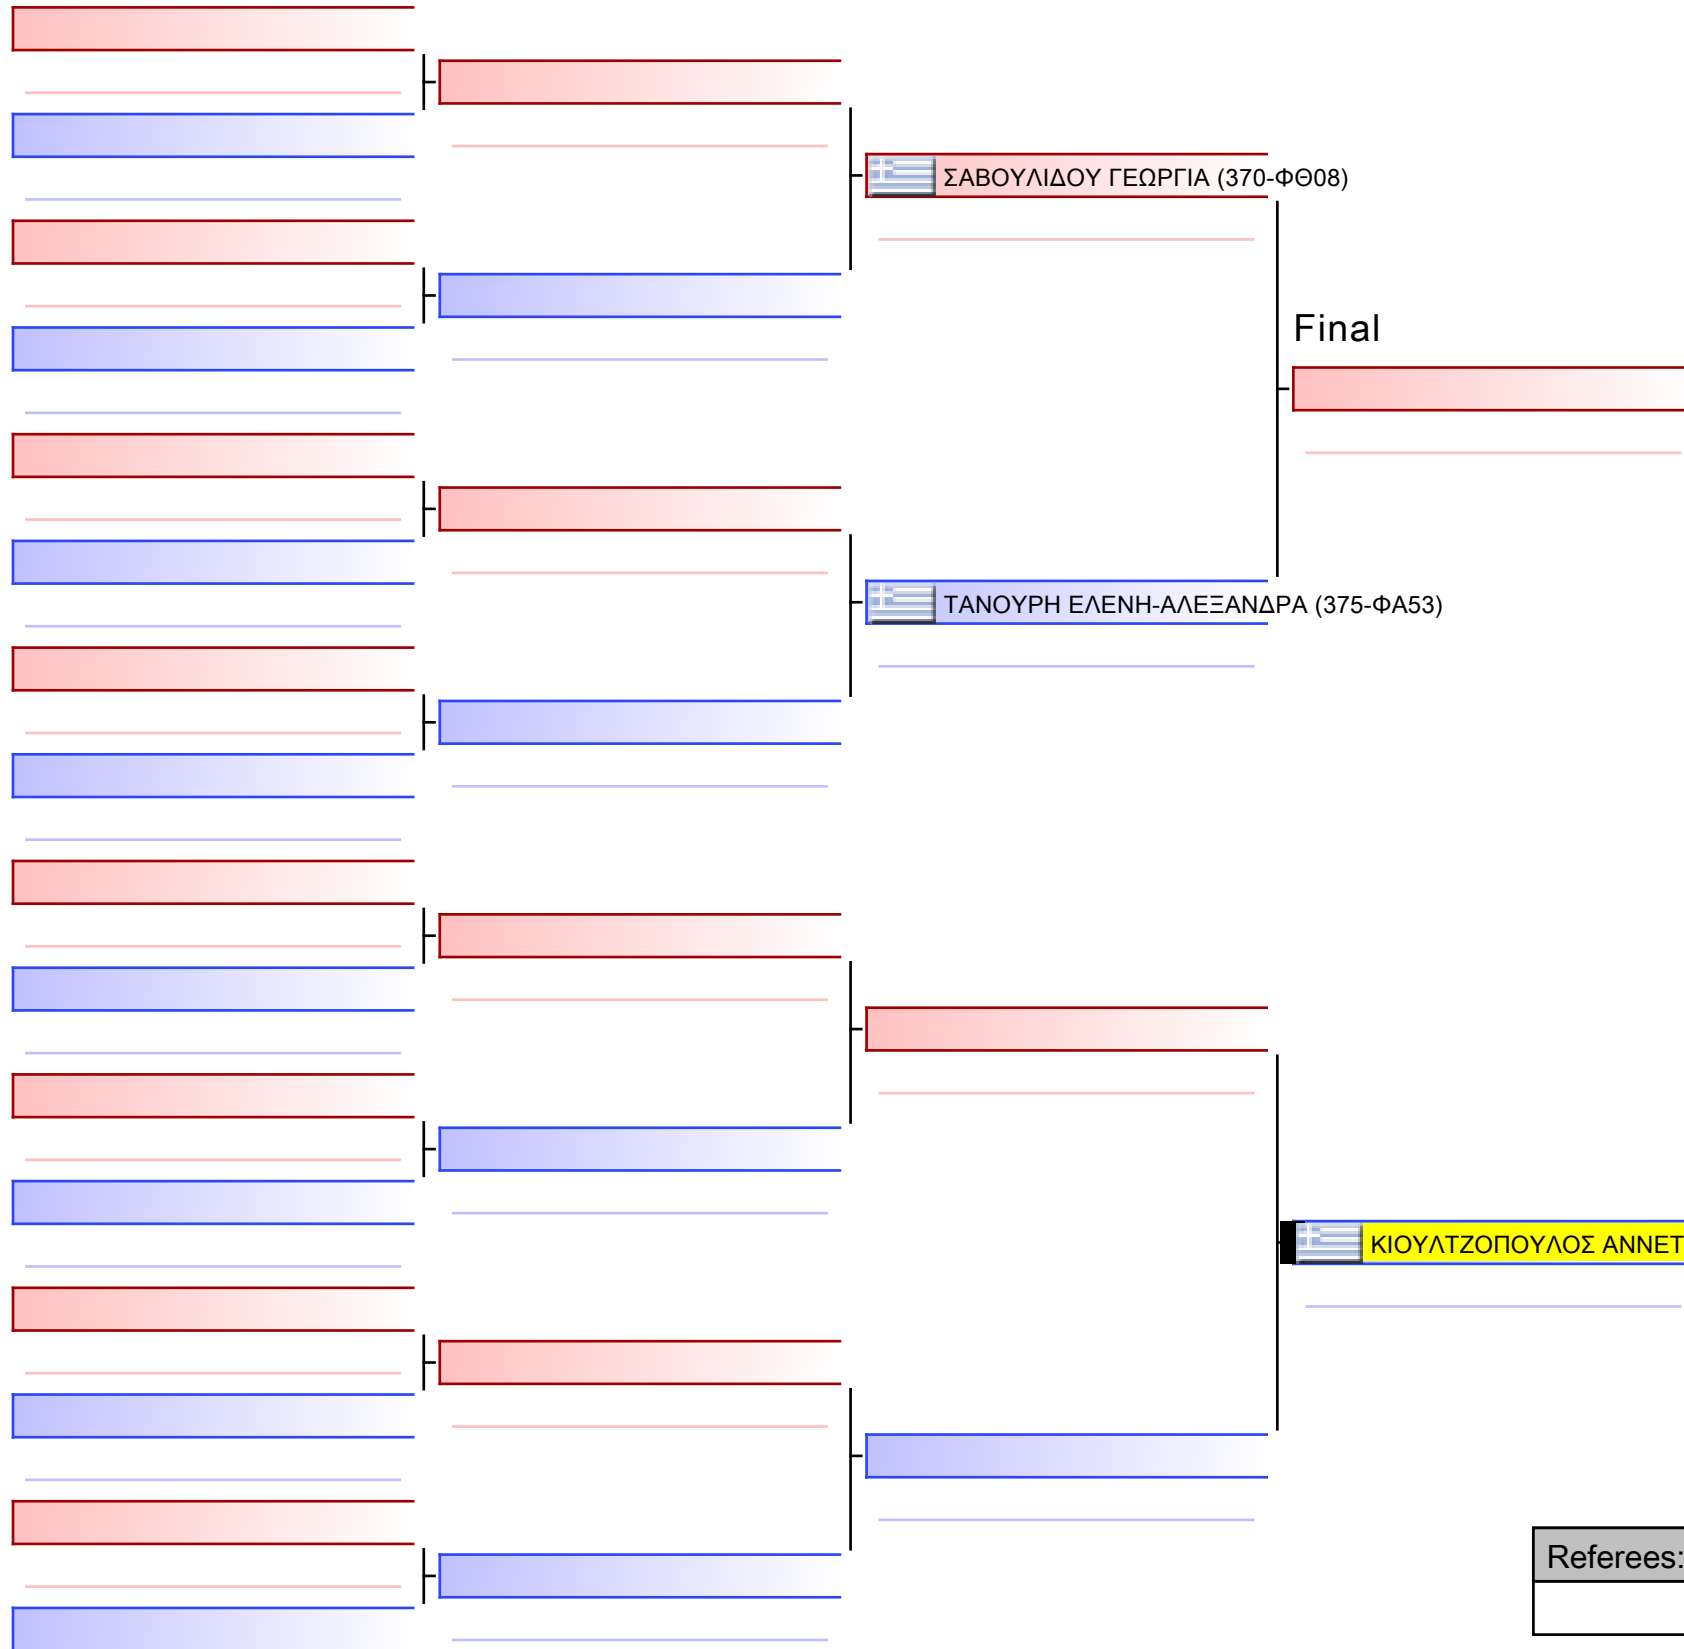 ΣΑΒΟΥΛΙΔΟΥ ΓΕΩΡΓΙΑ (370-ΦΘ08)
Final
ΤΑΝΟΥΡΗ ΕΛΕΝΗ-ΑΛΕΞΑΝΔΡΑ (375-ΦΑ53)
ΚΙΟΥΛΤΖΟΠΟΥΛΟΣ ΑΝΝΕΤ
Referees: